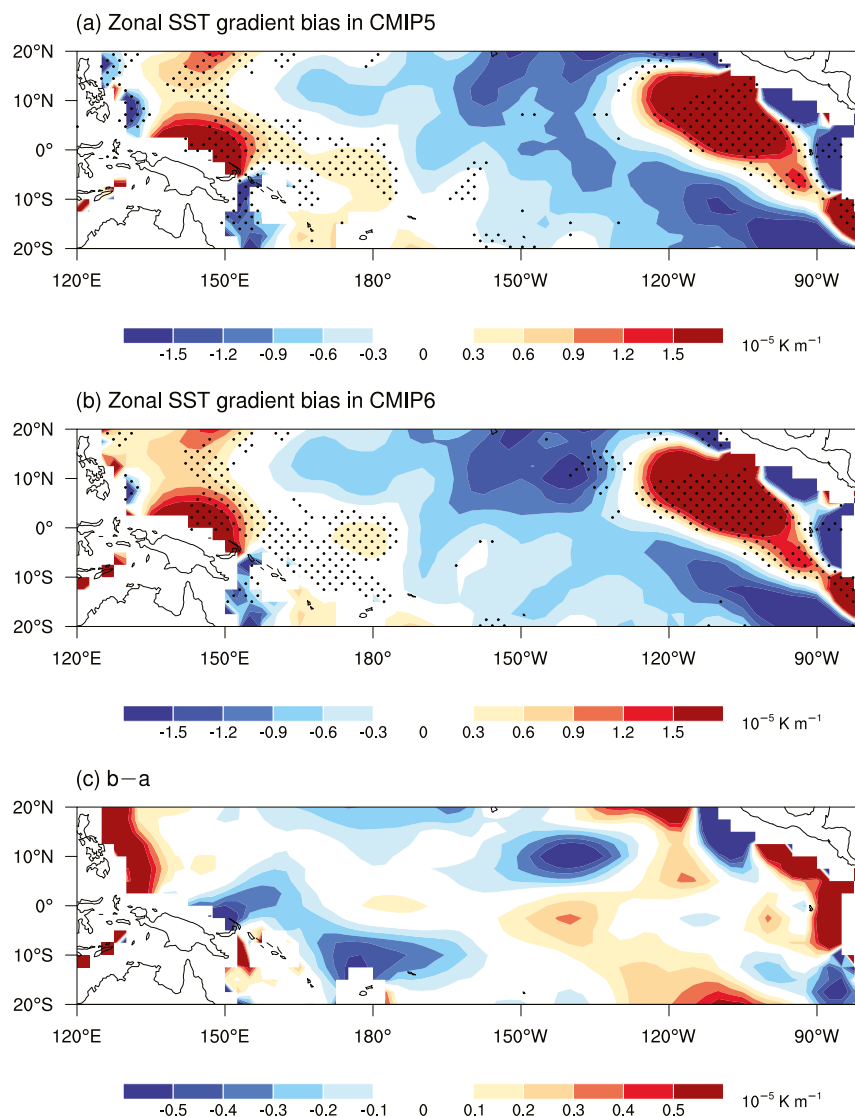 (a) Zonal SST gradient bias in CMIP5
20°N
10°N
0°
10°S
20°S
120°E 150°E 180° 150°W 120°W 90°W
-1.5 -1.2 -0.9 -0.6 -0.3 0 0.3 0.6 0.9 1.2 1.5 10⁻⁵ K m⁻¹
(b) Zonal SST gradient bias in CMIP6
20°N
10°N
0°
10°S
20°S
120°E 150°E 180° 150°W 120°W 90°W
-1.5 -1.2 -0.9 -0.6 -0.3 0 0.3 0.6 0.9 1.2 1.5 10⁻⁵ K m⁻¹
(c) b−a
20°N
10°N
0°
10°S
20°S
120°E 150°E 180° 150°W 120°W 90°W
-0.5 -0.4 -0.3 -0.2 -0.1 0 0.1 0.2 0.3 0.4 0.5 10⁻⁵ K m⁻¹